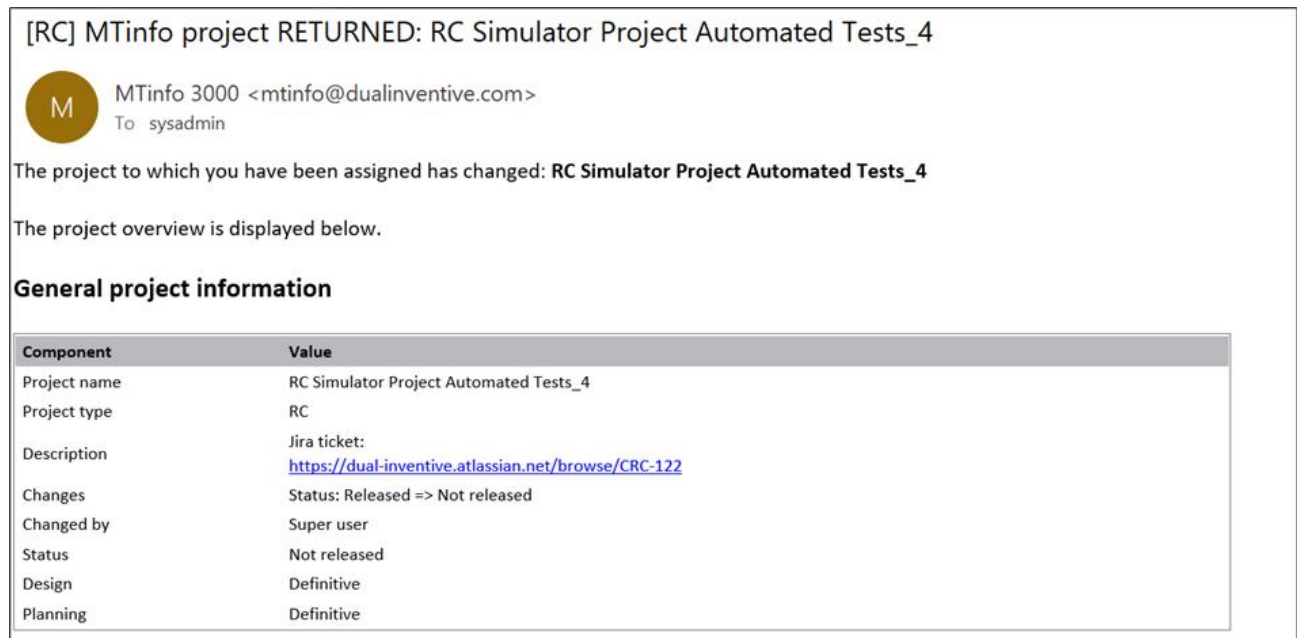 [RC] MTinfo project RETURNED: RC Simulator Project Automated Tests_4
M
MTinfo 3000 <mtinfo@dualinventive.com>
To sysadmin
The project to which you have been assigned has changed: RC Simulator Project Automated Tests_4
The project overview is displayed below.
General project information
Component Value
Project name RC Simulator Project Automated Tests_4
Project type RC
Description Jira ticket:
https://dual-inventive.atlassian.net/browse/CRC-122
Changes Status: Released => Not released
Changed by Super user
Status Not released
Design Definitive
Planning Definitive